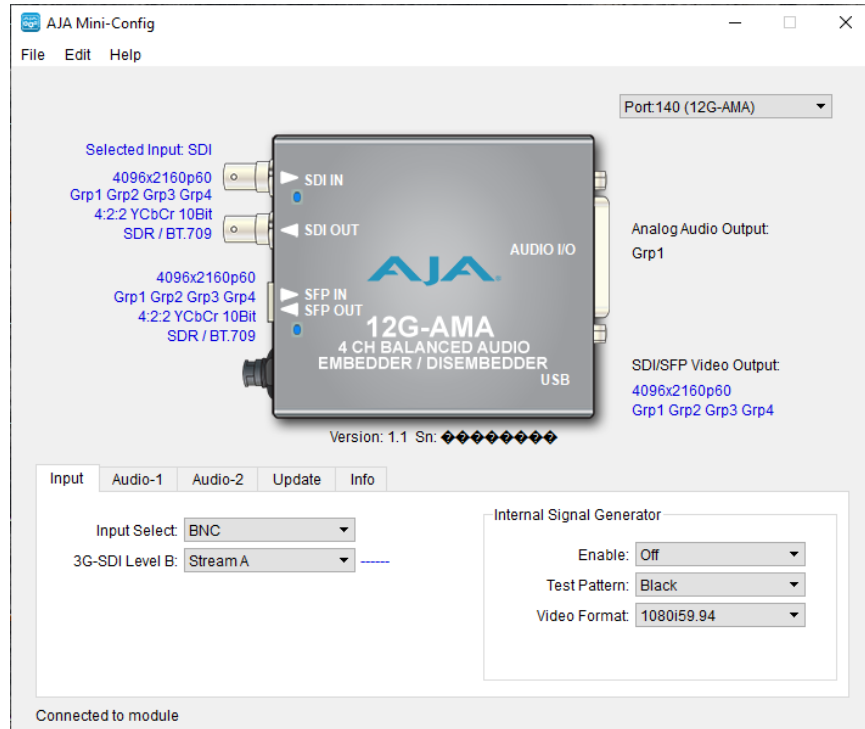 AJA Mini-Config
File Edit Help
Port:140 (12G-AMA)
Selected Input: SDI
4096x2160p60
Grp1 Grp2 Grp3 Grp4
4:2:2 YCbCr 10Bit
SDR / BT.709
4096x2160p60
Grp1 Grp2 Grp3 Grp4
4:2:2 YCbCr 10Bit
SDR / BT.709
SDI IN
SDI OUT
AUDIO I/O
AJA
SFP IN
SFP OUT
12G-AMA
4 CH BALANCED AUDIO
EMBEDDER / DISEMBEDDER
USB
Analog Audio Output:
Grp1
SDI/SFP Video Output:
4096x2160p60
Grp1 Grp2 Grp3 Grp4
Version: 1.1 Sn: ��������
Input Audio-1 Audio-2 Update Info
Input Select: BNC
3G-SDI Level B: Stream A ------
Internal Signal Generator
Enable: Off
Test Pattern: Black
Video Format: 1080i59.94
Connected to module